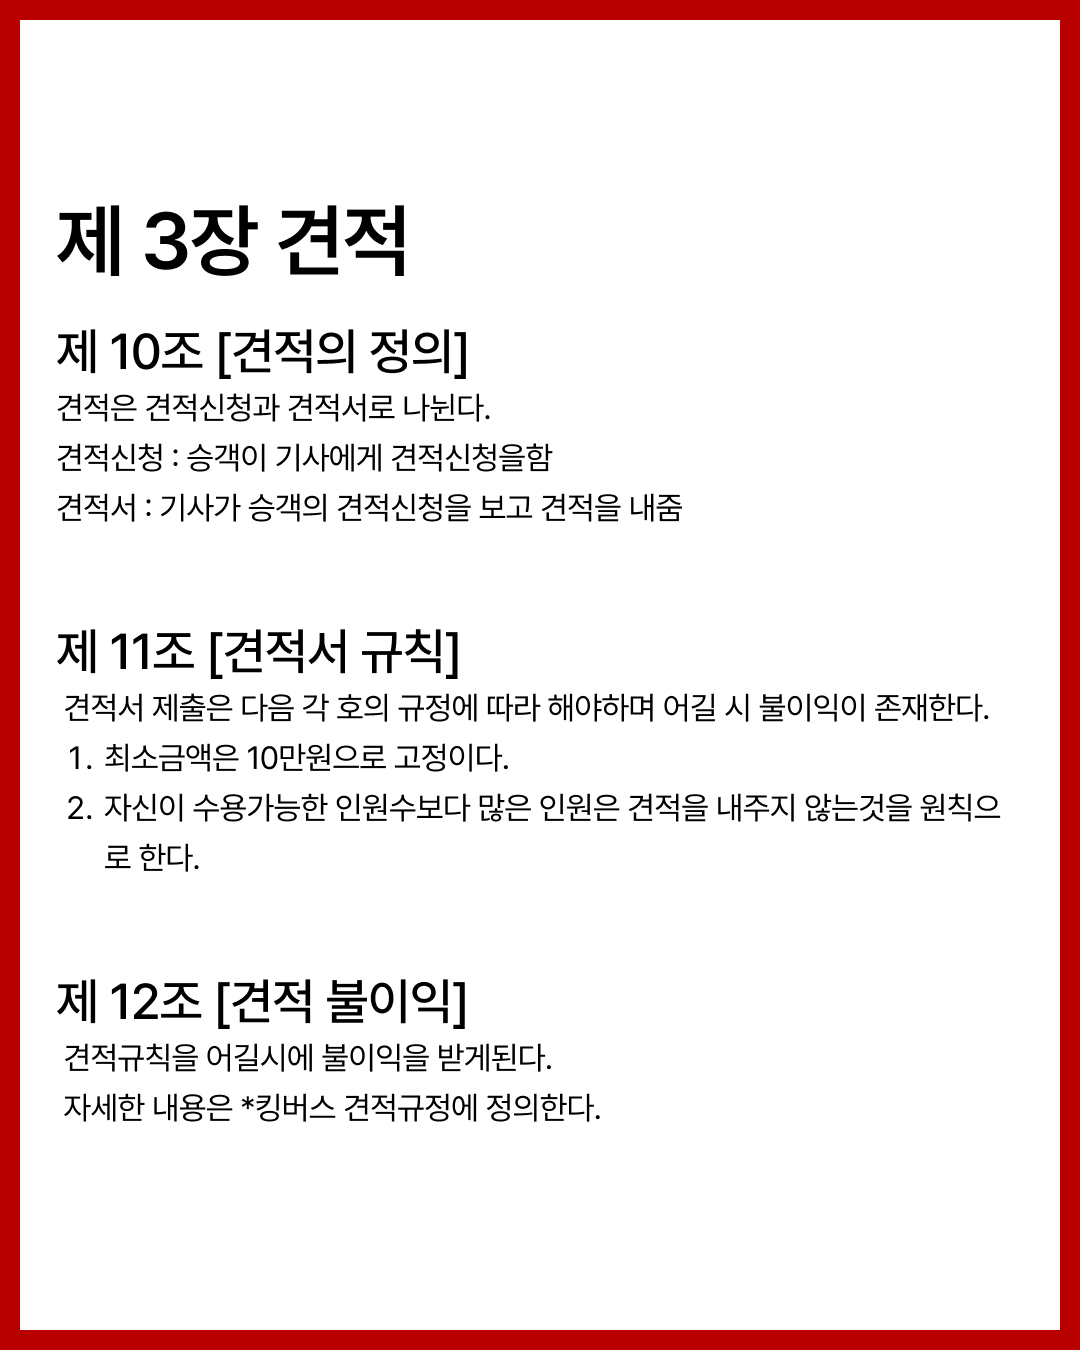 제 3장 견적
제 10조 [견적의 정의]
견적은 견적신청과 견적서로 나뉜다.
견적신청 : 승객이 기사에게 견적신청을함
견적서 : 기사가 승객의 견적신청을 보고 견적을 내줌
제 11조 [견적서 규칙]
견적서 제출은 다음 각 호의 규정에 따라 해야하며 어길 시 불이익이 존재한다.
1. 최소금액은 10만원으로 고정이다.
2. 자신이 수용가능한 인원수보다 많은 인원은 견적을 내주지 않는것을 원칙으
로 한다.
제 12조 [견적 불이익]
견적규칙을 어길시에 불이익을 받게된다.
자세한 내용은 *킹버스 견적규정에 정의한다.